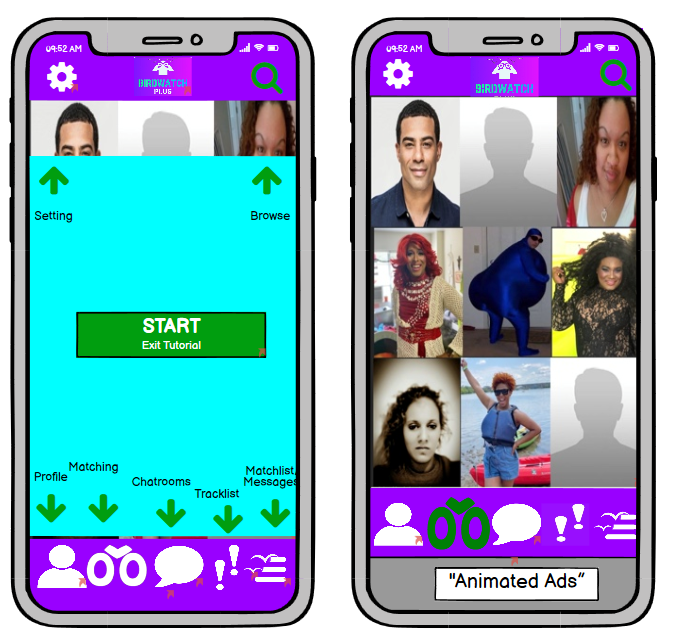 09:52 AM
BIRDWATCH
PLUS
Setting
Browse
START
Exit Tutorial
Profile
Matching
Chatrooms
Tracklist
Matchlist,
Messages
09:52 AM
BIRDWATCH
"Animated Ads"